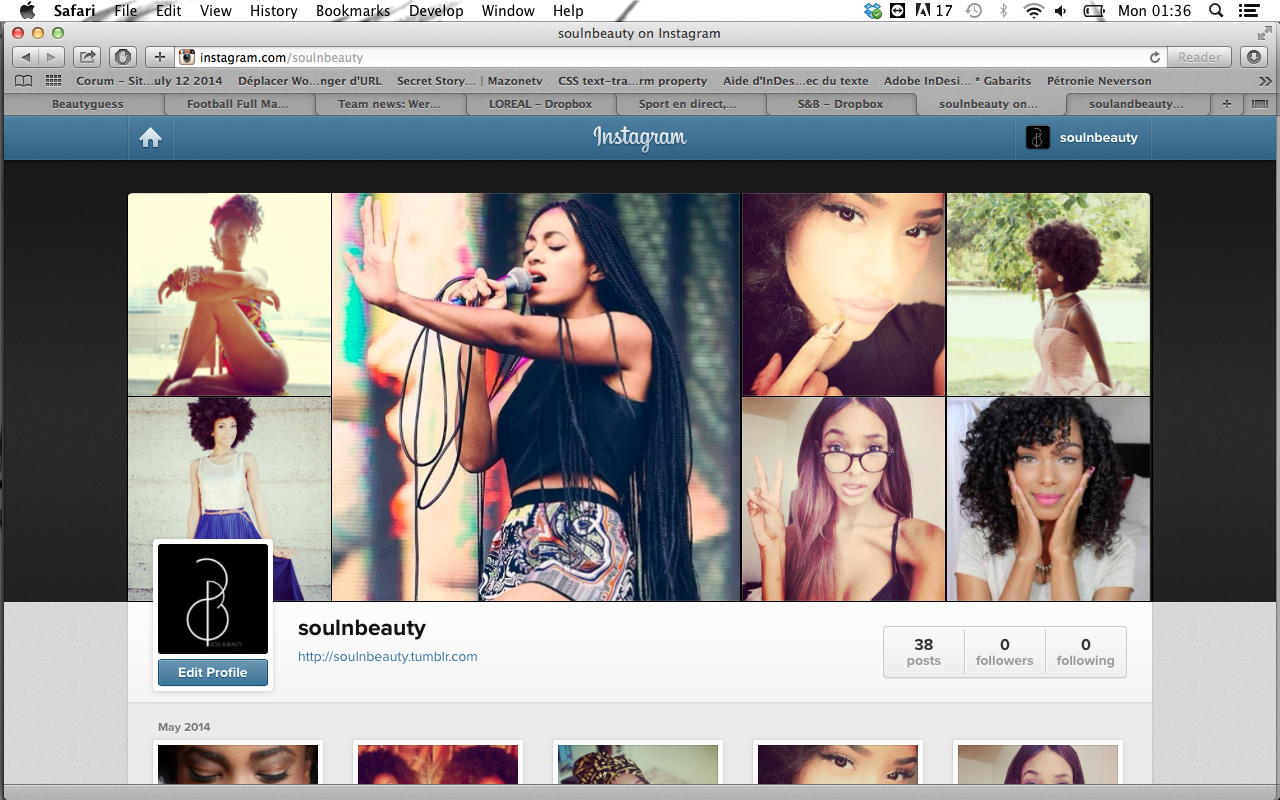 Safari File Edit View History Bookmarks Develop Window Help 17 Mon 01:36
soulnbeauty on Instagram
instagram.com/soulnbeauty Reader
Corum – Sit...uly 12 2014 Déplacer Wo...nger d'URL Secret Story... | Mazonetv CSS text-tra...rm property Aide d'InDes...ec du texte Adobe InDesi... * Gabarits Pétronie Neverson
Beautyguess Football Full Ma... Team news: Wer... LOREAL – Dropbox Sport en direct,... S&B – Dropbox soulnbeauty on... soulandbeauty...
Instagram soulnbeauty
SOUL & BEAUTY
Edit Profile
soulnbeauty
http://soulnbeauty.tumblr.com
38 0 0
posts followers following
May 2014